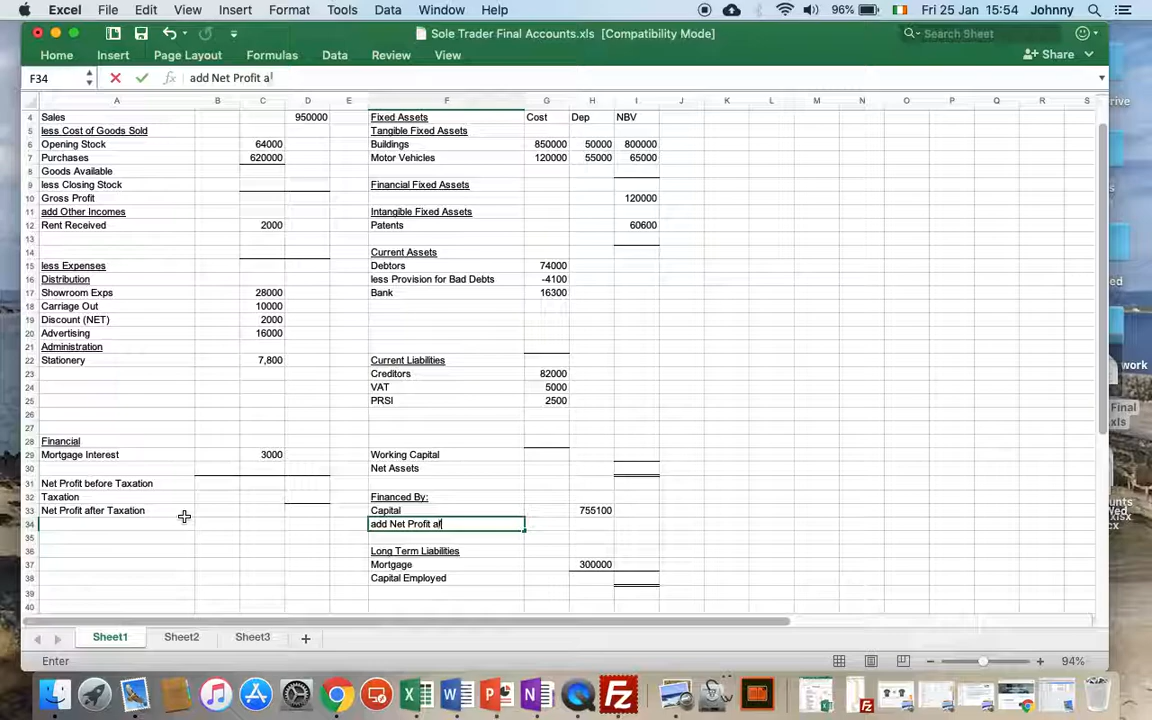 Excel File Edit View Insert Format Tools Data Window Help 96% Fri 25 Jan 15:54 Johnny
Sole Trader Final Accounts.xls [Compatibility Mode] Search Sheet
Home Insert Page Layout Formulas Data Review View Share
F34 fx add Net Profit a
A B C D E F G H I J K L M N O P Q R S
4 Sales 950000 Fixed Assets Cost Dep NBV
5 less Cost of Goods Sold Tangible Fixed Assets
6 Opening Stock 64000 Buildings 850000 50000 800000
7 Purchases 620000 Motor Vehicles 120000 55000 65000
8 Goods Available
9 less Closing Stock Financial Fixed Assets
10 Gross Profit 120000
11 add Other Incomes Intangible Fixed Assets
12 Rent Received 2000 Patents 60600
13
14 Current Assets
15 less Expenses Debtors 74000
16 Distribution less Provision for Bad Debts -4100
17 Showroom Exps 28000 Bank 16300
18 Carriage Out 10000
19 Discount (NET) 2000
20 Advertising 16000
21 Administration
22 Stationery 7,800 Current Liabilities
23 Creditors 82000
24 VAT 5000
25 PRSI 2500
26
27
28 Financial
29 Mortgage Interest 3000 Working Capital
30 Net Assets
31 Net Profit before Taxation
32 Taxation Financed By:
33 Net Profit after Taxation Capital 755100
34 add Net Profit af
35
36 Long Term Liabilities
37 Mortgage 300000
38 Capital Employed
39
40
Sheet1 Sheet2 Sheet3 +
Enter 94%
work
Final